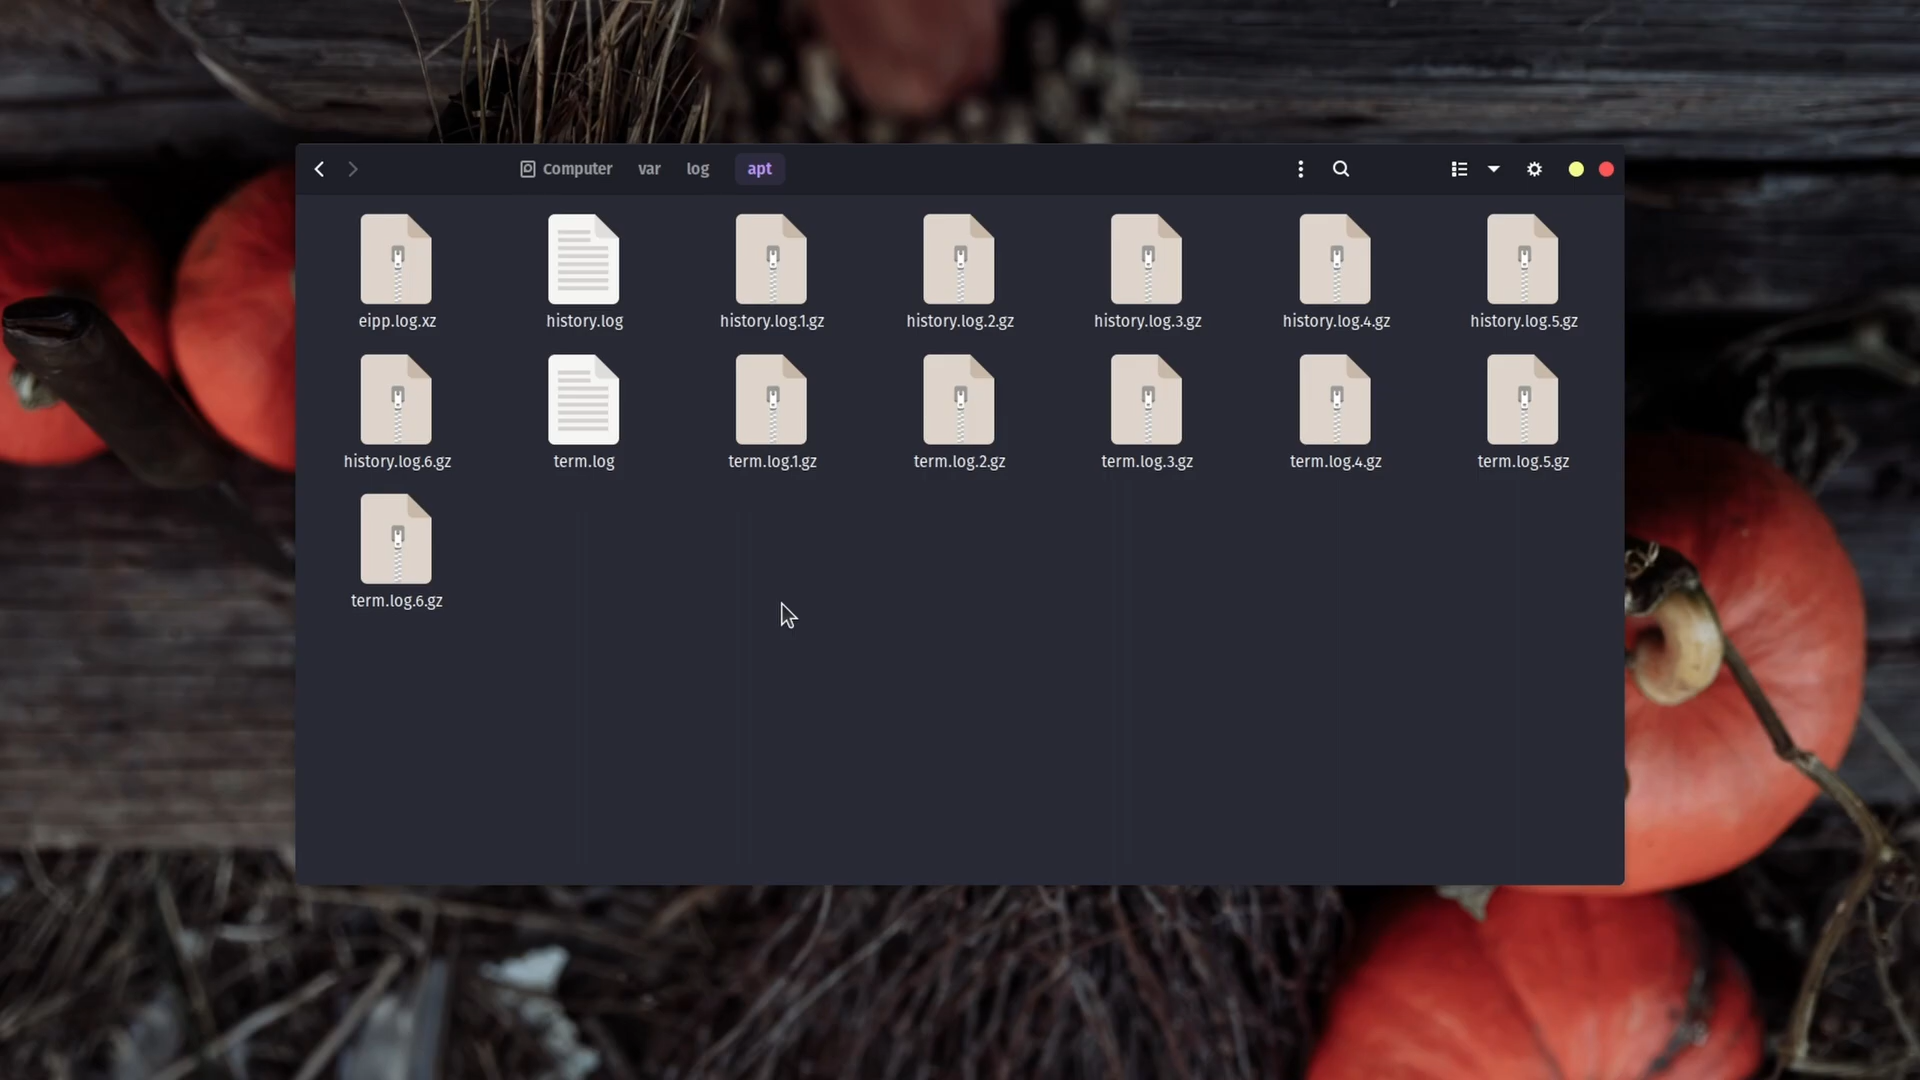 Computer var log apt
eipp.log.xz history.log history.log.1.gz history.log.2.gz history.log.3.gz history.log.4.gz history.log.5.gz
history.log.6.gz term.log term.log.1.gz term.log.2.gz term.log.3.gz term.log.4.gz term.log.5.gz
term.log.6.gz